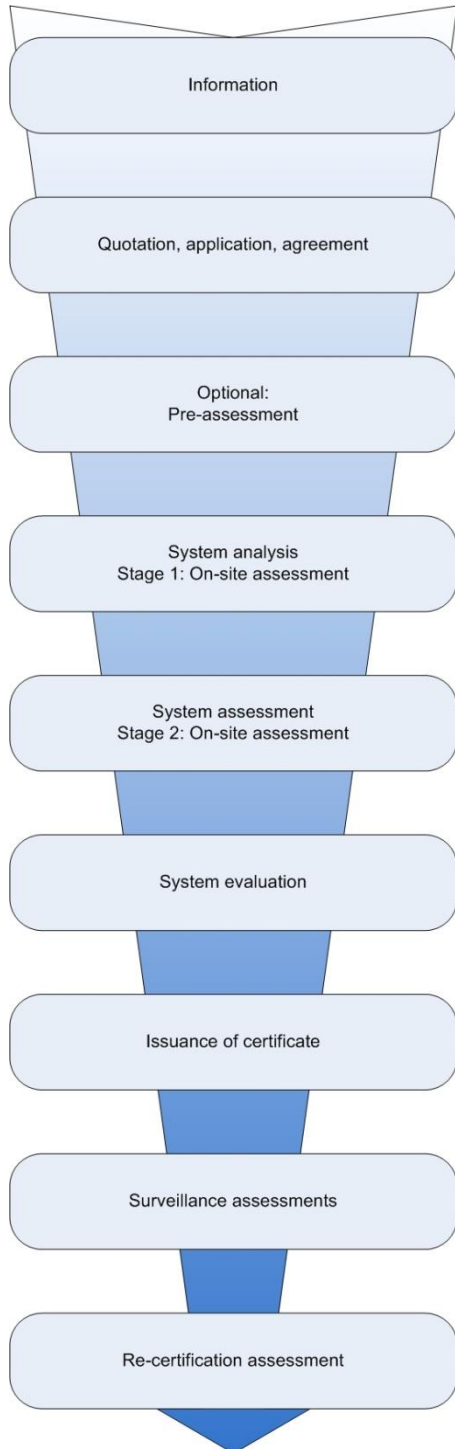 Information
Quotation, application, agreement
Optional:
Pre-assessment
System analysis
Stage 1: On-site assessment
System assessment
Stage 2: On-site assessment
System evaluation
Issuance of certificate
Surveillance assessments
Re-certification assessment